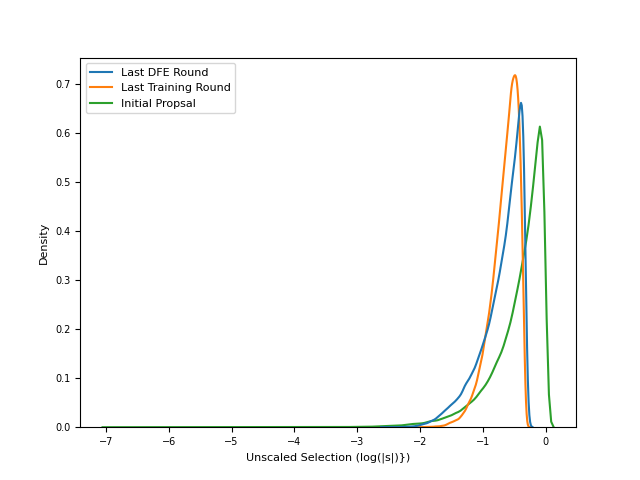 Last DFE Round
Last Training Round
Initial Propsal
Density
0.7
0.6
0.5
0.4
0.3
0.2
0.1
0.0
−7 −6 −5 −4 −3 −2 −1 0
Unscaled Selection (log(|s|)})